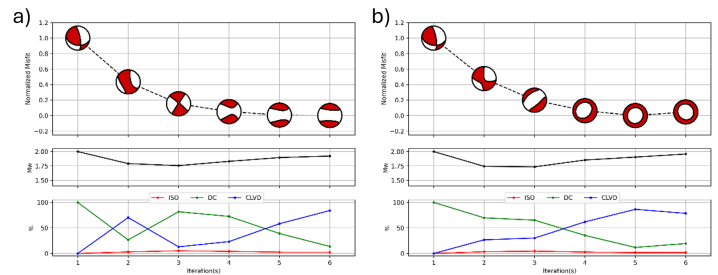 a)
Normalized Misfit
1.2
1.0
0.8
0.6
0.4
0.2
0.0
−0.2
Mw
2.00
1.75
1.50
ISO DC CLVD
%
100
50
0
1 2 3 4 5 6
Iteration(s)
b)
Normalized Misfit
1.2
1.0
0.8
0.6
0.4
0.2
0.0
−0.2
Mw
2.00
1.75
1.50
ISO DC CLVD
%
100
50
0
1 2 3 4 5 6
Iteration(s)